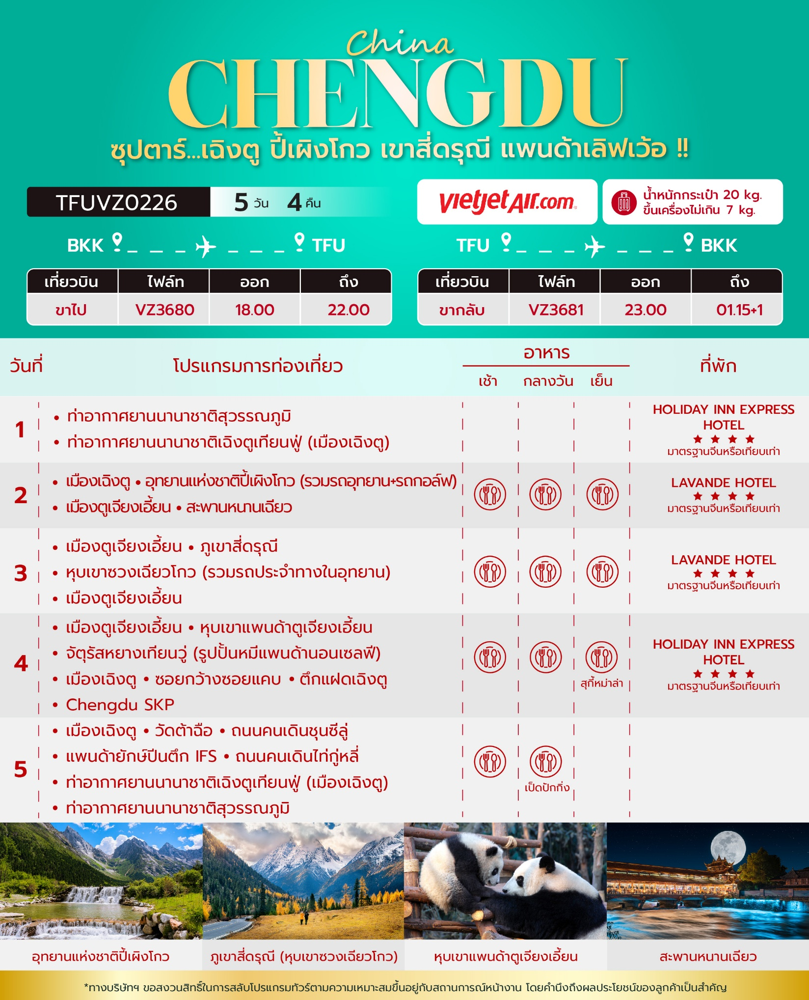 China
CHENGDU
ซุปตาร์...เฉิงตู ปี้เผิงโกว เขาสี่ดรุณี แพนด้าเลิฟเว้อ !!
TFUVZ0226 5 วัน 4 คืน
vietjetAir.com
น้ำหนักกระเป๋า 20 kg.
ขึ้นเครื่องไม่เกิน 7 kg.
BKK TFU
TFU BKK
เที่ยวบิน ไฟล์ท ออก ถึง
ขาไป VZ3680 18.00 22.00
เที่ยวบิน ไฟล์ท ออก ถึง
ขากลับ VZ3681 23.00 01.15+1
วันที่ โปรแกรมการท่องเที่ยว อาหาร ที่พัก
เช้า กลางวัน เย็น
1
• ท่าอากาศยานนานาชาติสุวรรณภูมิ
• ท่าอากาศยานนานาชาติเฉิงตูเทียนฟู่ (เมืองเฉิงตู)
HOLIDAY INN EXPRESS
HOTEL
★ ★ ★ ★
มาตรฐานจีนหรือเทียบเท่า
2
• เมืองเฉิงตู • อุทยานแห่งชาติปี้เผิงโกว (รวมรถอุทยาน+รถกอล์ฟ)
• เมืองตูเจียงเอี้ยน • สะพานหนานเฉียว
LAVANDE HOTEL
★ ★ ★ ★
มาตรฐานจีนหรือเทียบเท่า
3
• เมืองตูเจียงเอี้ยน • ภูเขาสี่ดรุณี
• หุบเขาซวงเฉียวโกว (รวมรถประจำทางในอุทยาน)
• เมืองตูเจียงเอี้ยน
LAVANDE HOTEL
★ ★ ★ ★
มาตรฐานจีนหรือเทียบเท่า
4
• เมืองตูเจียงเอี้ยน • หุบเขาแพนด้าตูเจียงเอี้ยน
• จัตุรัสหยางเทียนวู่ (รูปปั้นหมีแพนด้านอนเซลฟี)
• เมืองเฉิงตู • ซอยกว้างซอยแคบ • ตึกแฝดเฉิงตู
• Chengdu SKP
สุกี้หม่าล่า
HOLIDAY INN EXPRESS
HOTEL
★ ★ ★ ★
มาตรฐานจีนหรือเทียบเท่า
5
• เมืองเฉิงตู • วัดต้าฉือ • ถนนคนเดินชุนซีลู่
• แพนด้ายักษ์ปีนตึก IFS • ถนนคนเดินไท่กู่หลี่
• ท่าอากาศยานนานาชาติเฉิงตูเทียนฟู่ (เมืองเฉิงตู)
• ท่าอากาศยานนานาชาติสุวรรณภูมิ
เป็ดปักกิ่ง
อุทยานแห่งชาติปี้เผิงโกว
ภูเขาสี่ดรุณี (หุบเขาซวงเฉียวโกว)
หุบเขาแพนด้าตูเจียงเอี้ยน
สะพานหนานเฉียว
*ทางบริษัทฯ ขอสงวนสิทธิ์ในการสลับโปรแกรมทัวร์ตามความเหมาะสมขึ้นอยู่กับสถานการณ์หน้างาน โดยคำนึงถึงผลประโยชน์ของลูกค้าเป็นสำคัญ